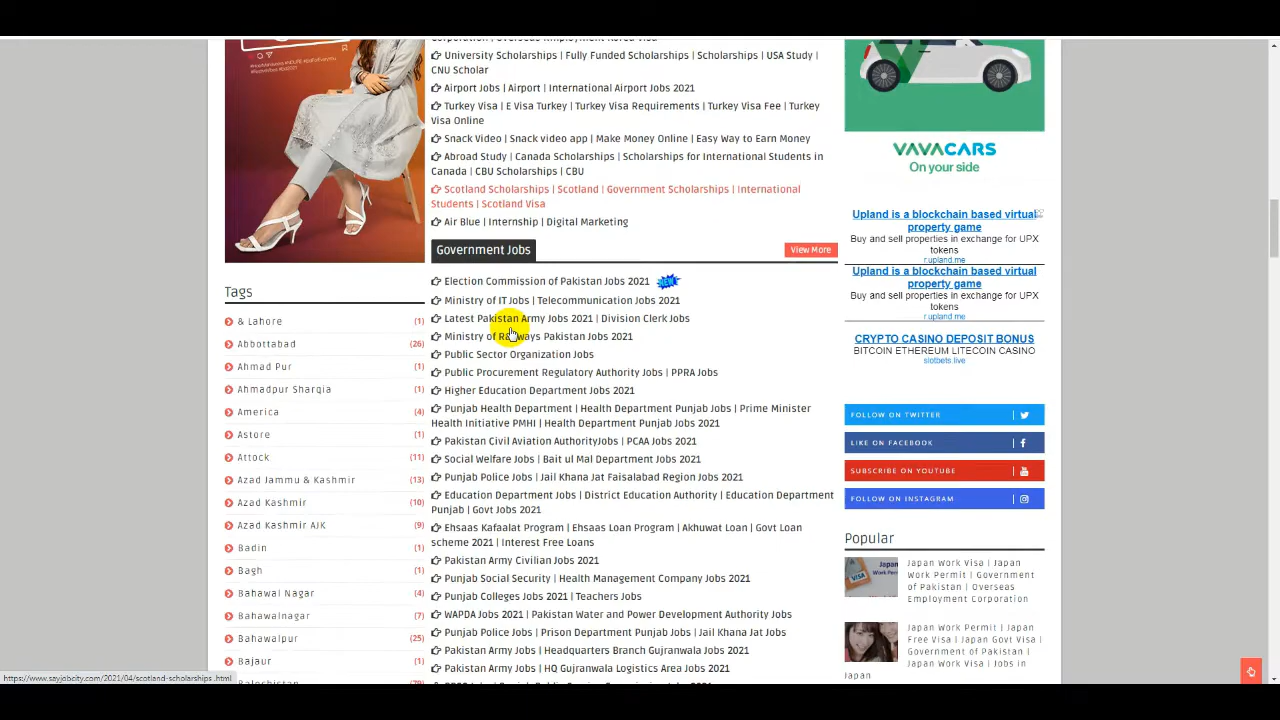 University Scholarships | Fully Funded Scholarships | Scholarships | USA Study |
CNU Scholar
Airport Jobs | Airport | International Airport Jobs 2021
Turkey Visa | E Visa Turkey | Turkey Visa Requirements | Turkey Visa Fee | Turkey
Visa Online
Snack Video | Snack video app | Make Money Online | Easy Way to Earn Money
Abroad Study | Canada Scholarships | Scholarships for International Students in
Canada | CBU Scholarships | CBU
Scotland Scholarships | Scotland | Government Scholarships | International
Students | Scotland Visa
Air Blue | Internship | Digital Marketing
Government Jobs
View More
Election Commission of Pakistan Jobs 2021 NEW
Ministry of IT Jobs | Telecommunication Jobs 2021
Latest Pakistan Army Jobs 2021 | Division Clerk Jobs
Ministry of Railways Pakistan Jobs 2021
Public Sector Organization Jobs
Public Procurement Regulatory Authority Jobs | PPRA Jobs
Higher Education Department Jobs 2021
Punjab Health Department | Health Department Punjab Jobs | Prime Minister
Health Initiative PMHI | Health Department Punjab Jobs 2021
Pakistan Civil Aviation AuthorityJobs | PCAA Jobs 2021
Social Welfare Jobs | Bait ul Mal Department Jobs 2021
Punjab Police Jobs | Jail Khana Jat Faisalabad Region Jobs 2021
Education Department Jobs | District Education Authority | Education Department
Punjab | Govt Jobs 2021
Ehsaas Kafaalat Program | Ehsaas Loan Program | Akhuwat Loan | Govt Loan
scheme 2021 | Interest Free Loans
Pakistan Army Civilian Jobs 2021
Punjab Social Security | Health Management Company Jobs 2021
Punjab Colleges Jobs 2021 | Teachers Jobs
WAPDA Jobs 2021 | Pakistan Water and Power Development Authority Jobs
Punjab Police Jobs | Prison Department Punjab Jobs | Jail Khana Jat Jobs
Pakistan Army Jobs | Headquarters Branch Gujranwala Jobs 2021
Pakistan Army Jobs | HQ Gujranwala Logistics Area Jobs 2021
Tags
& Lahore (1)
Abbottabad (26)
Ahmad Pur (1)
Ahmadpur Sharqia (1)
America (4)
Astore (1)
Attock (11)
Azad Jammu & Kashmir (13)
Azad Kashmir (10)
Azad Kashmir AJK (9)
Badin (1)
Bagh (1)
Bahawal Nagar (4)
Bahawalnagar (7)
Bahawalpur (25)
Bajaur (1)
https://www.sayjobcity.com/2021/04/scotland-scholarships.html
VAVACARS
On your side
Upland is a blockchain based virtual
property game
Buy and sell properties in exchange for UPX
tokens
r.upland.me
Upland is a blockchain based virtual
property game
Buy and sell properties in exchange for UPX
tokens
r.upland.me
CRYPTO CASINO DEPOSIT BONUS
BITCOIN ETHEREUM LITECOIN CASINO
slotbets.live
FOLLOW ON TWITTER
LIKE ON FACEBOOK
SUBSCRIBE ON YOUTUBE
FOLLOW ON INSTAGRAM
Popular
Japan Work Visa | Japan
Work Permit | Government
of Pakistan | Overseas
Employment Corporation
Japan Work Permit | Japan
Free Visa | Japan Govt Visa |
Government of Pakistan |
Japan Work Visa | Jobs in
Japan